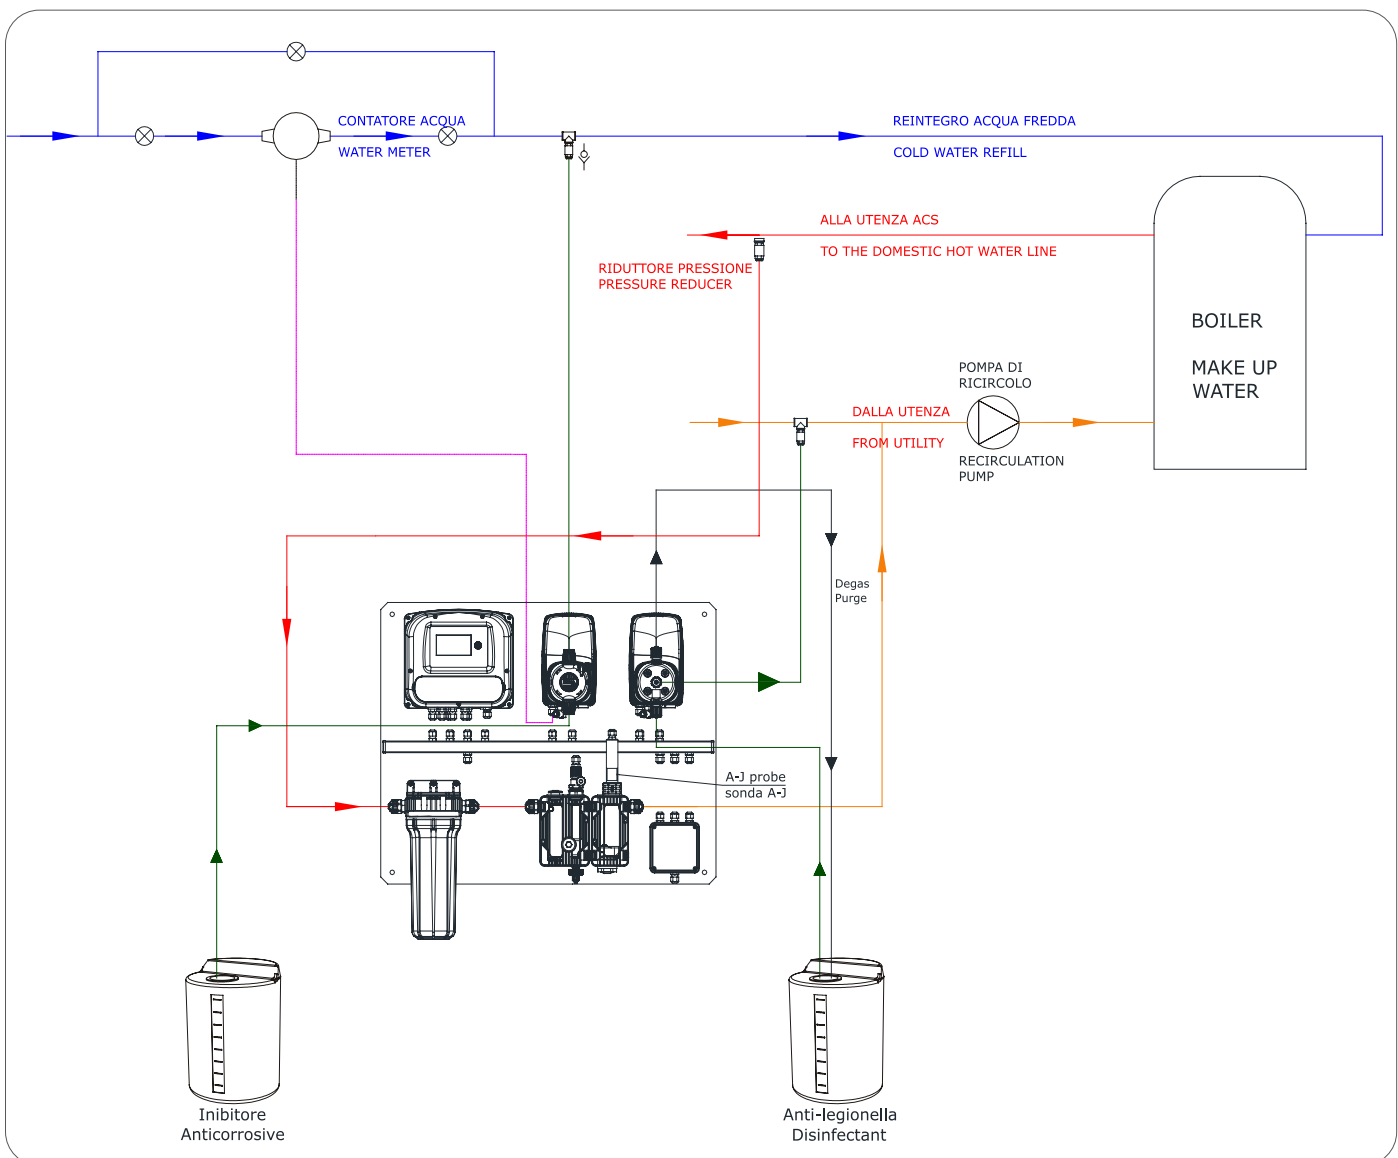 CONTATORE ACQUA
WATER METER
REINTEGRO ACQUA FREDDA
COLD WATER REFILL
ALLA UTENZA ACS
TO THE DOMESTIC HOT WATER LINE
RIDUTTORE PRESSIONE
PRESSURE REDUCER
BOILER
MAKE UP
WATER
POMPA DI
RICIRCOLO
DALLA UTENZA
FROM UTILITY
RECIRCULATION
PUMP
Degas
Purge
A-J probe
sonda A-J
Inibitore
Anticorrosive
Anti-legionella
Disinfectant